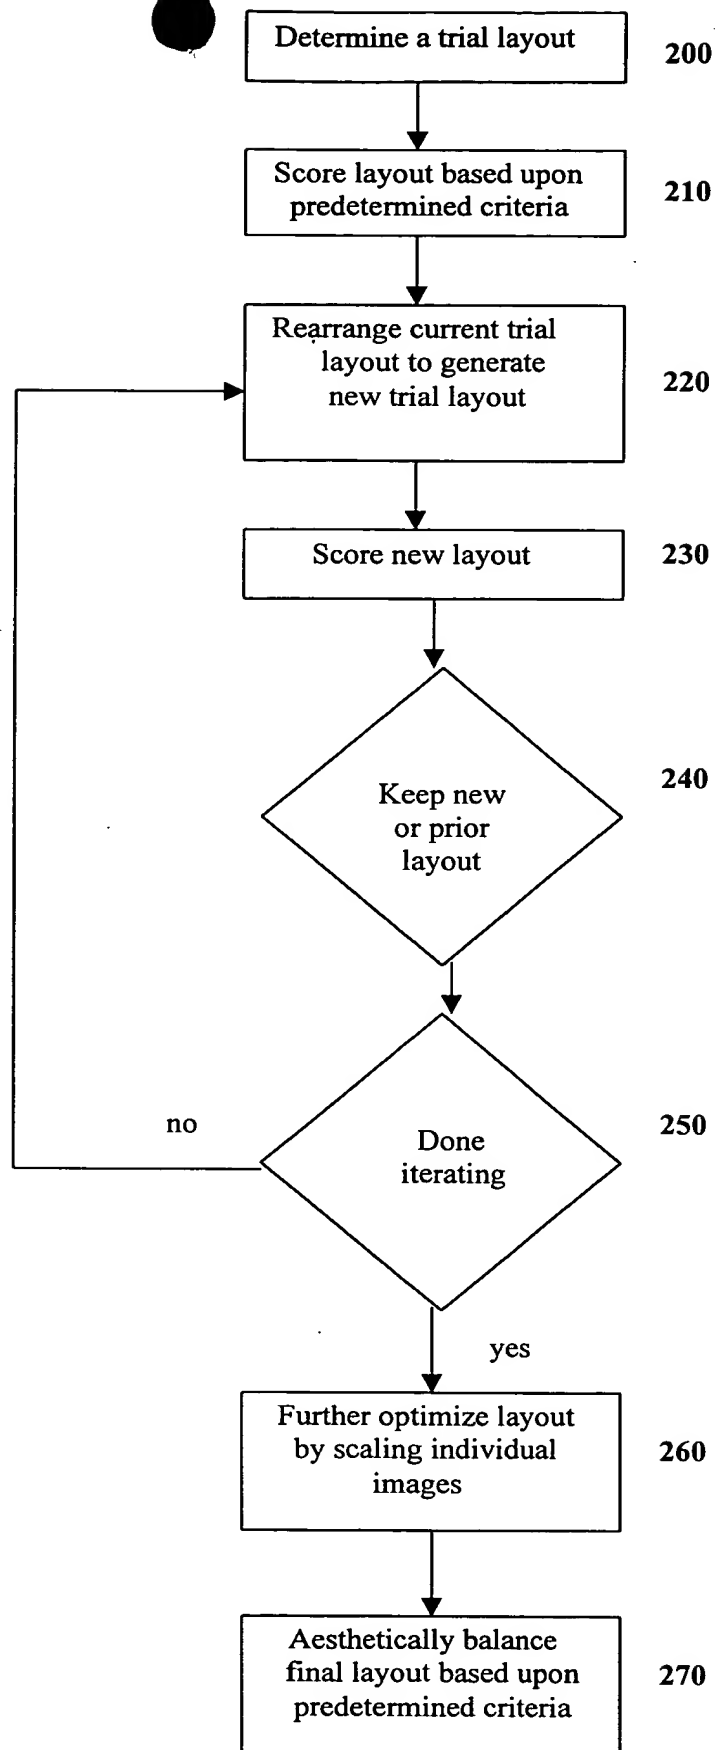 Determine a trial layout
200
Score layout based upon
predetermined criteria
210
Rearrange current trial
layout to generate
new trial layout
220
Score new layout
230
Keep new
or prior
layout
240
no
Done
iterating
250
yes
Further optimize layout
by scaling individual
images
260
Aesthetically balance
final layout based upon
predetermined criteria
270